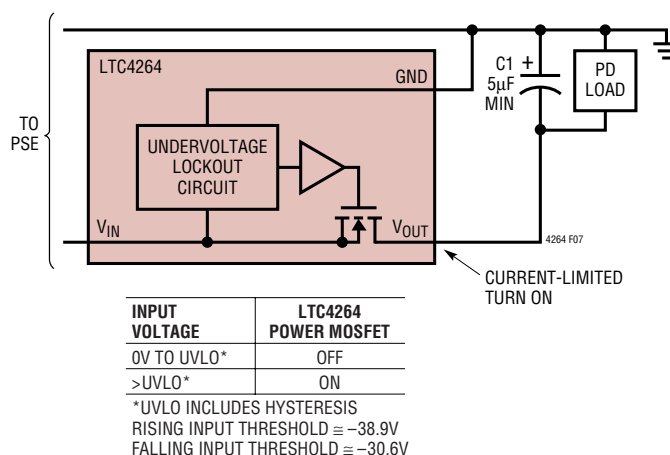 LTC4264
GND
C1
+
5µF
MIN
PD
LOAD
TO
PSE
UNDERVOLTAGE
LOCKOUT
CIRCUIT
VIN
VOUT
4264 F07
CURRENT-LIMITED
TURN ON
INPUT VOLTAGE
LTC4264 POWER MOSFET
0V TO UVLO*
OFF
>UVLO*
ON
*UVLO INCLUDES HYSTERESIS
RISING INPUT THRESHOLD ≅ –38.9V
FALLING INPUT THRESHOLD ≅ –30.6V